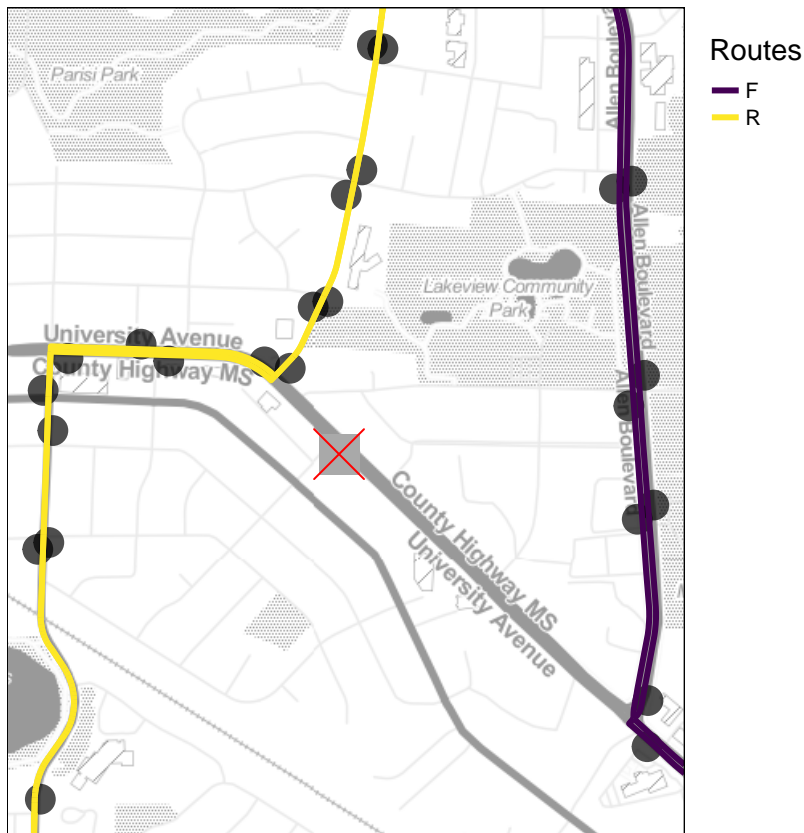 Routes
F
R
Parisi Park
Allen Boulev
Allen Boulevard
Lakeview Community
Park
University Avenue
County Highway MS
Allen Boulevard
County Highway MS
University Avenue